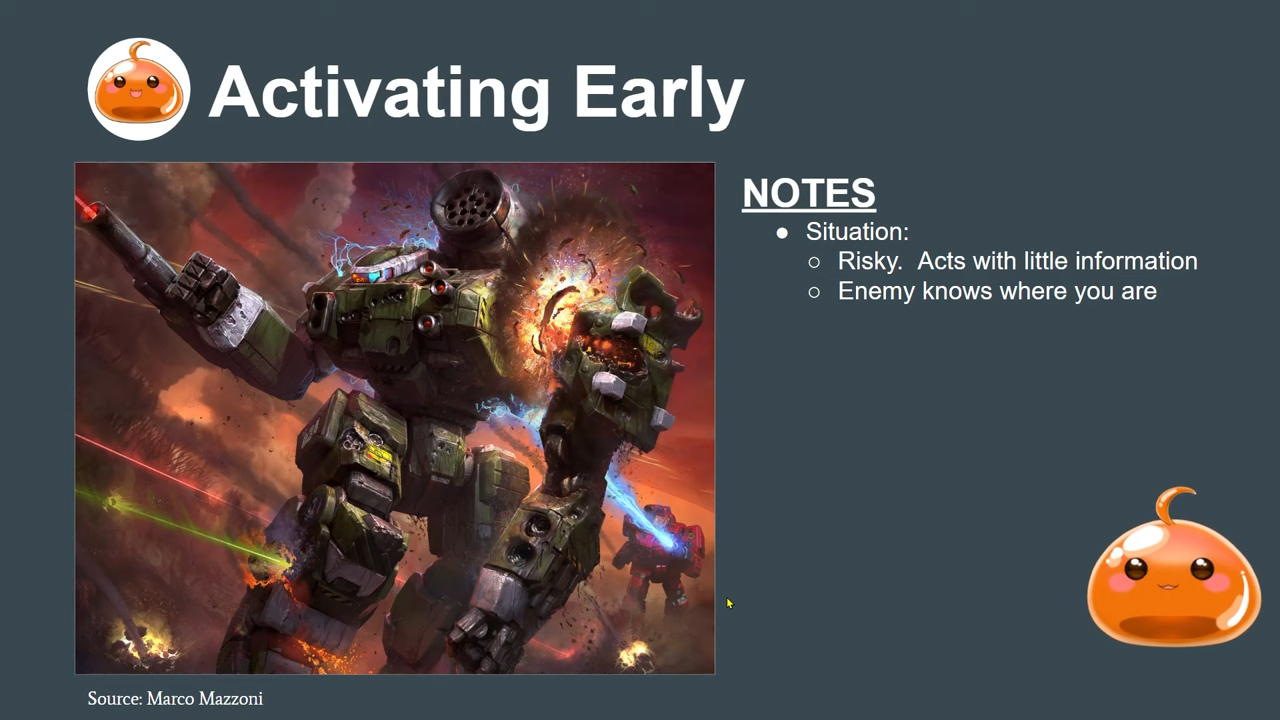 Activating Early
NOTES
● Situation:
○ Risky.  Acts with little information
○ Enemy knows where you are
Source: Marco Mazzoni